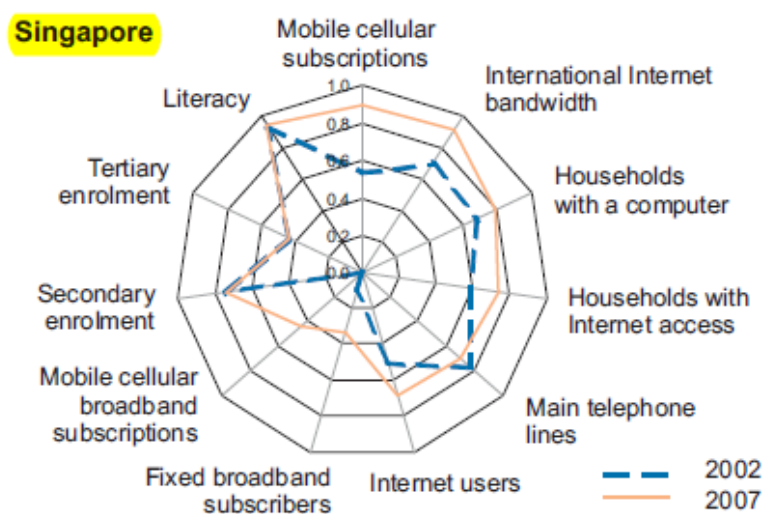 Singapore
Mobile cellular
subscriptions
International Internet
bandwidth
Households
with a computer
Households with
Internet access
Main telephone
lines
Internet users
Fixed broadband
subscribers
Mobile cellular
broadband
subscriptions
Secondary
enrolment
Tertiary
enrolment
Literacy
1.0
0.8
0.6
0.4
0.2
0.0
2002
2007